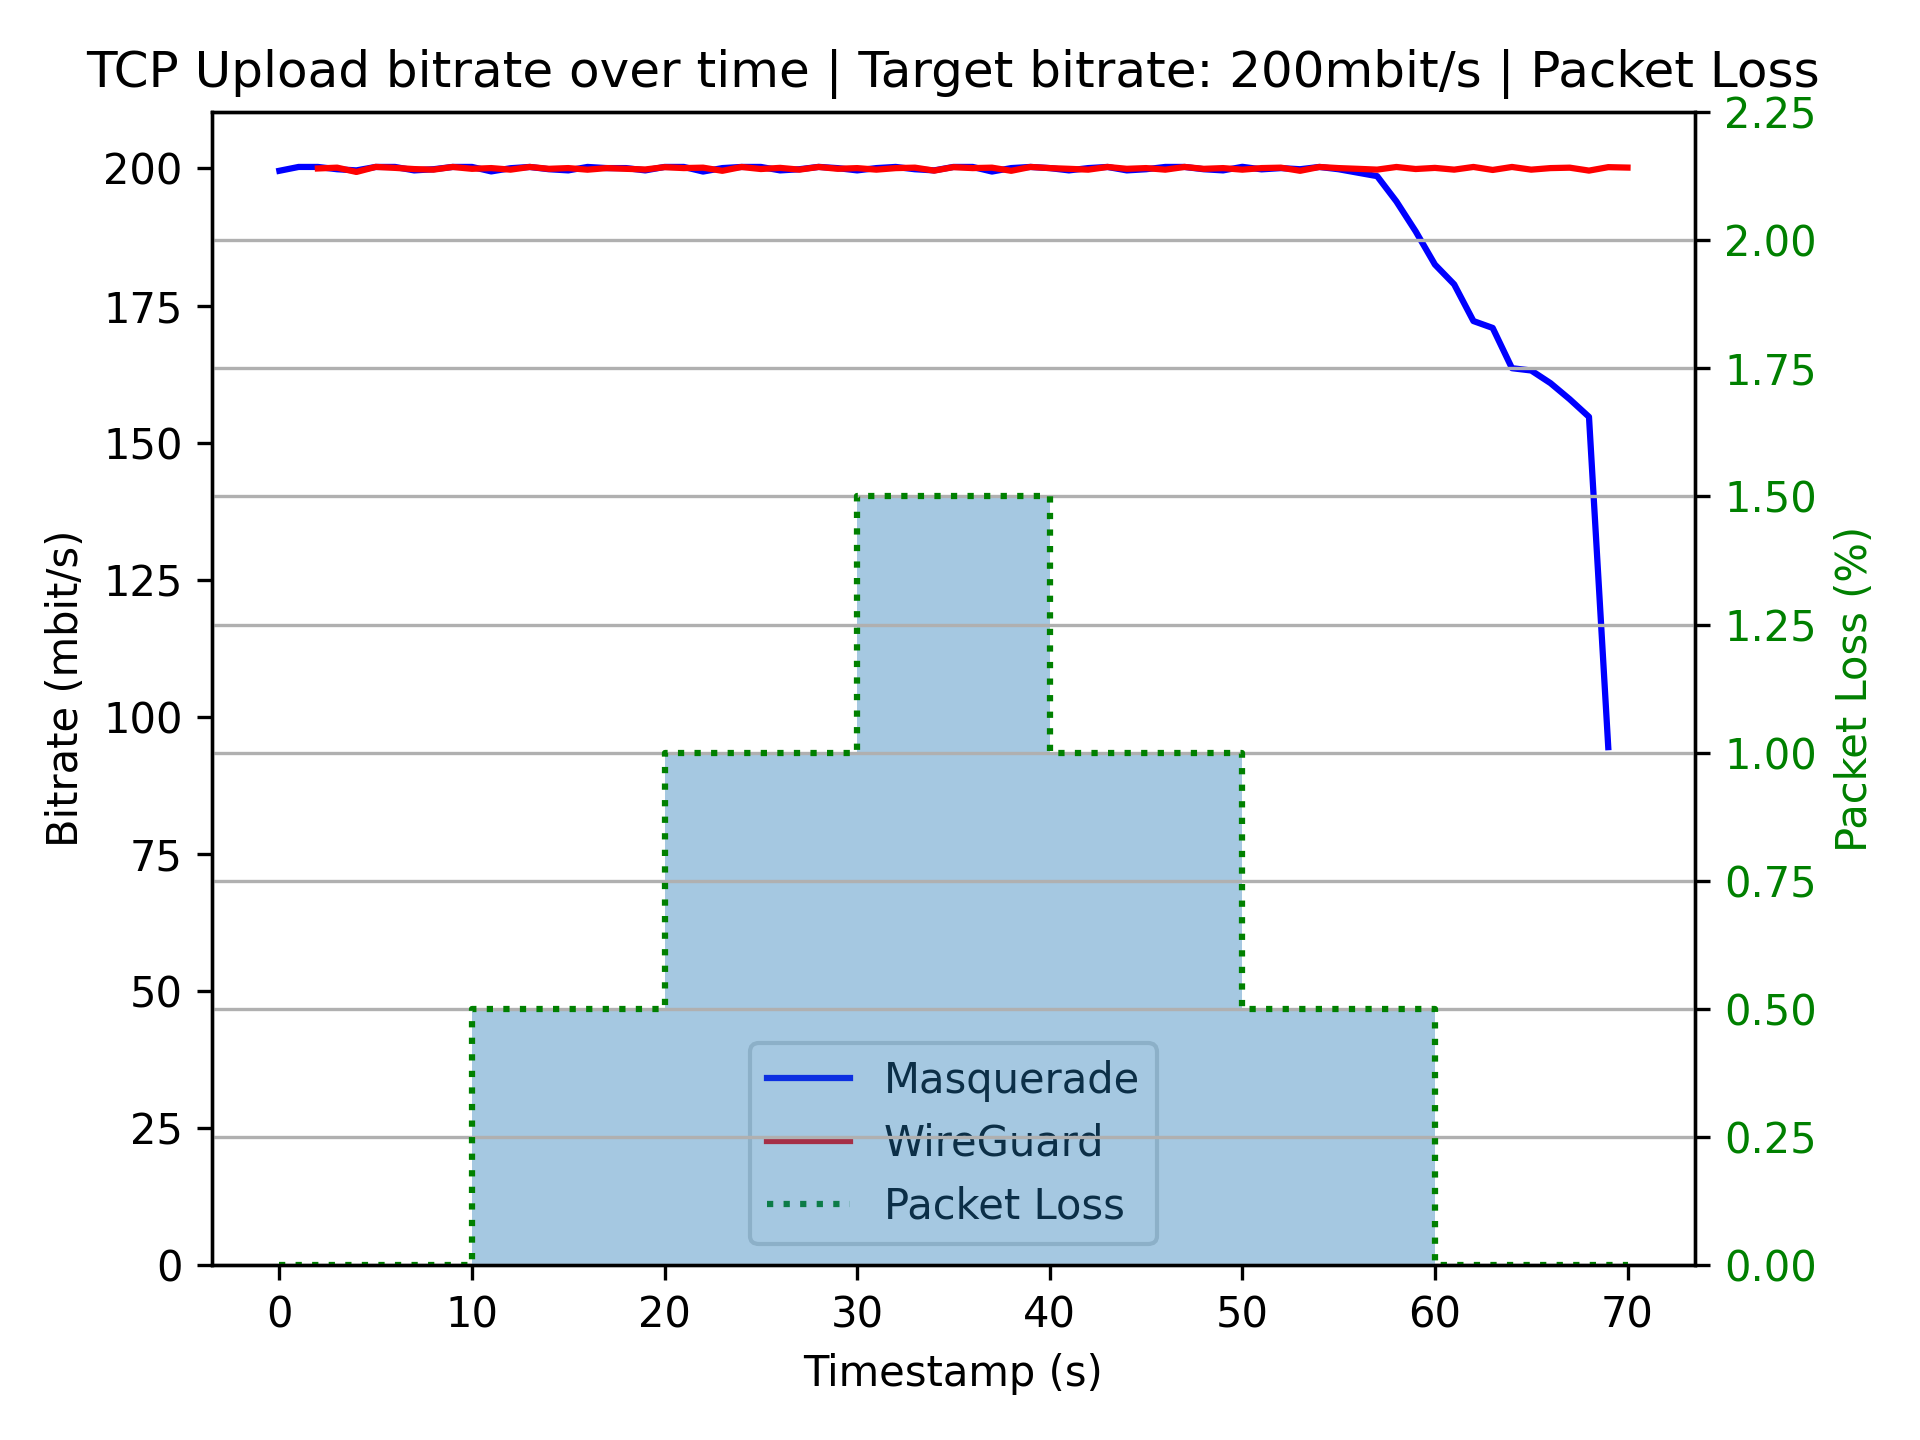 TCP Upload bitrate over time | Target bitrate: 200mbit/s | Packet Loss
200
175
150
125
100
75
50
25
0
Bitrate (mbit/s)
2.25
2.00
1.75
1.50
1.25
1.00
0.75
0.50
0.25
0.00
Packet Loss (%)
Masquerade
WireGuard
Packet Loss
0 10 20 30 40 50 60 70
Timestamp (s)